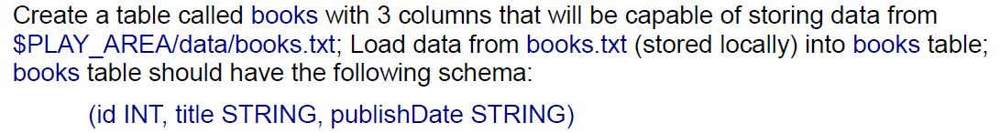 Create a table called books with 3 columns that will be capable of storing data from
$PLAY_AREA/data/books.txt; Load data from books.txt (stored locally) into books table;
books table should have the following schema:
(id INT, title STRING, publishDate STRING)